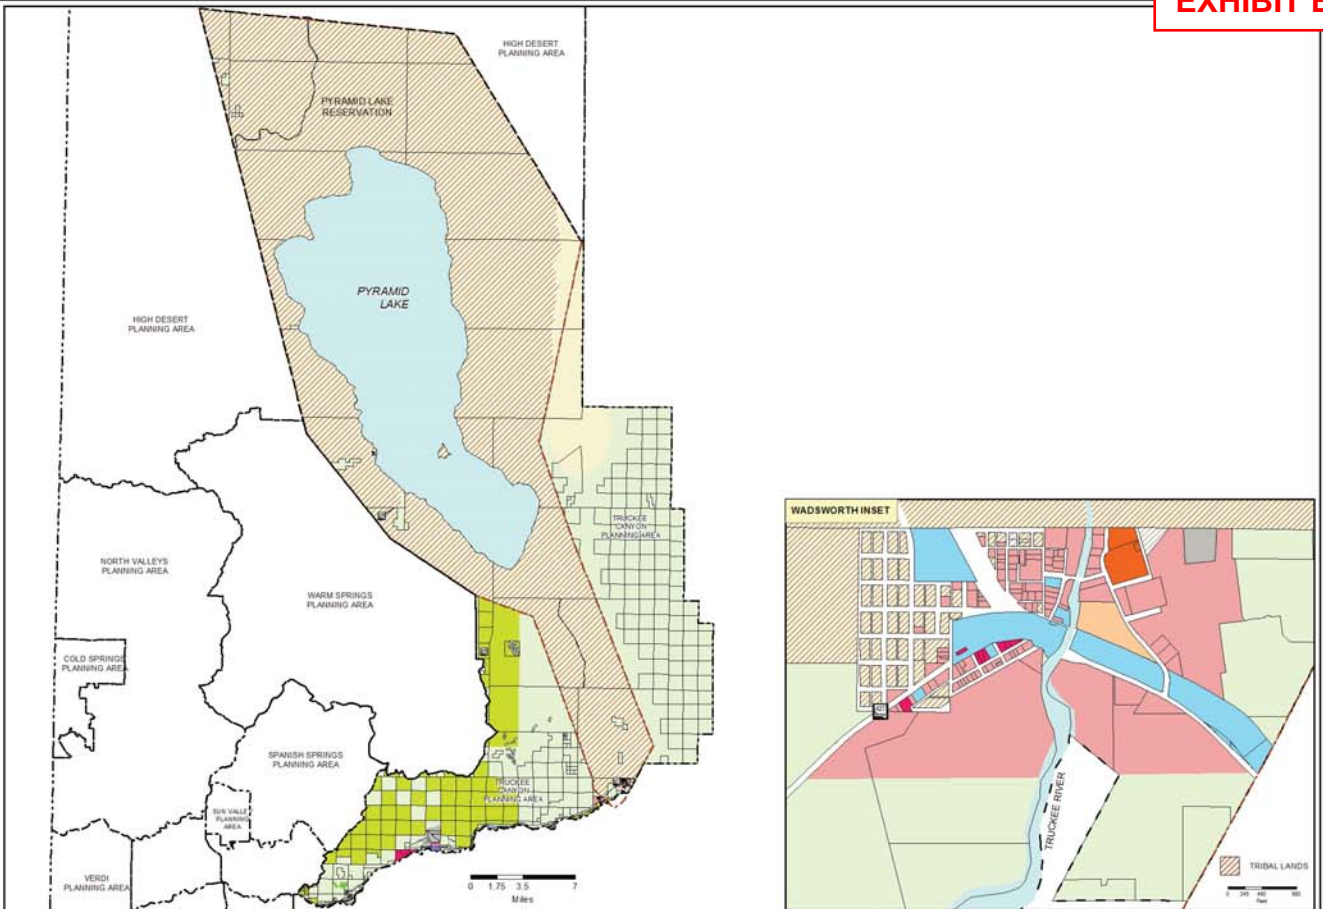 EXHIBIT E
HIGH DESERT
PLANNING AREA
PYRAMID LAKE
RESERVATION
PYRAMID
LAKE
HIGH DESERT
PLANNING AREA
TRUCKEE
CANYON
PLANNING AREA
WADSWORTH INSET
NORTH VALLEYS
PLANNING AREA
WARM SPRINGS
PLANNING AREA
COLD SPRINGS
PLANNING AREA
SPANISH SPRINGS
PLANNING AREA
TRUCKEE
CANYON
PLANNING AREA
SUN VALLEY
PLANNING
AREA
VERDI
PLANNING AREA
0 1.75 3.5 7
Miles
TRUCKEE RIVER
TRIBAL LANDS
Feet